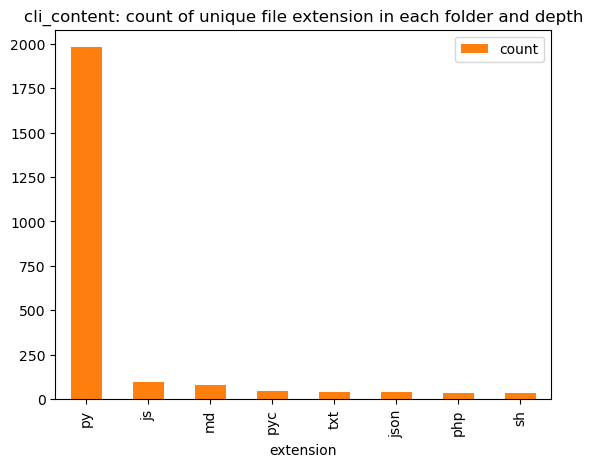 cli_content: count of unique file extension in each folder and depth
count
2000
1750
1500
1250
1000
750
500
250
0
py
js
md
pyc
txt
json
php
sh
extension